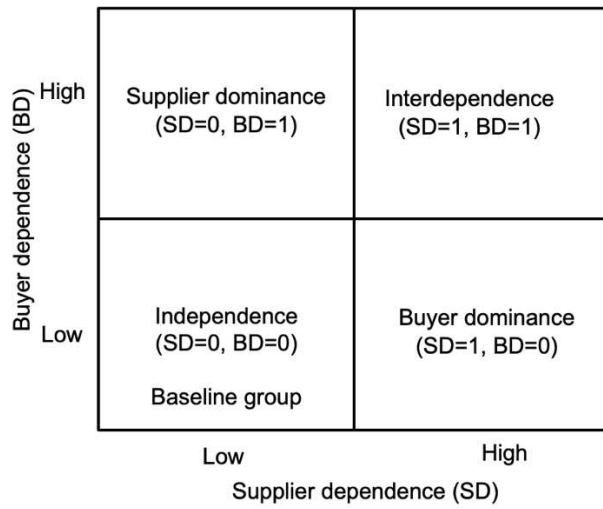 Buyer dependence (BD)
High
Supplier dominance
(SD=0, BD=1)
Interdependence
(SD=1, BD=1)
Low
Independence
(SD=0, BD=0)
Baseline group
Buyer dominance
(SD=1, BD=0)
Low
High
Supplier dependence (SD)